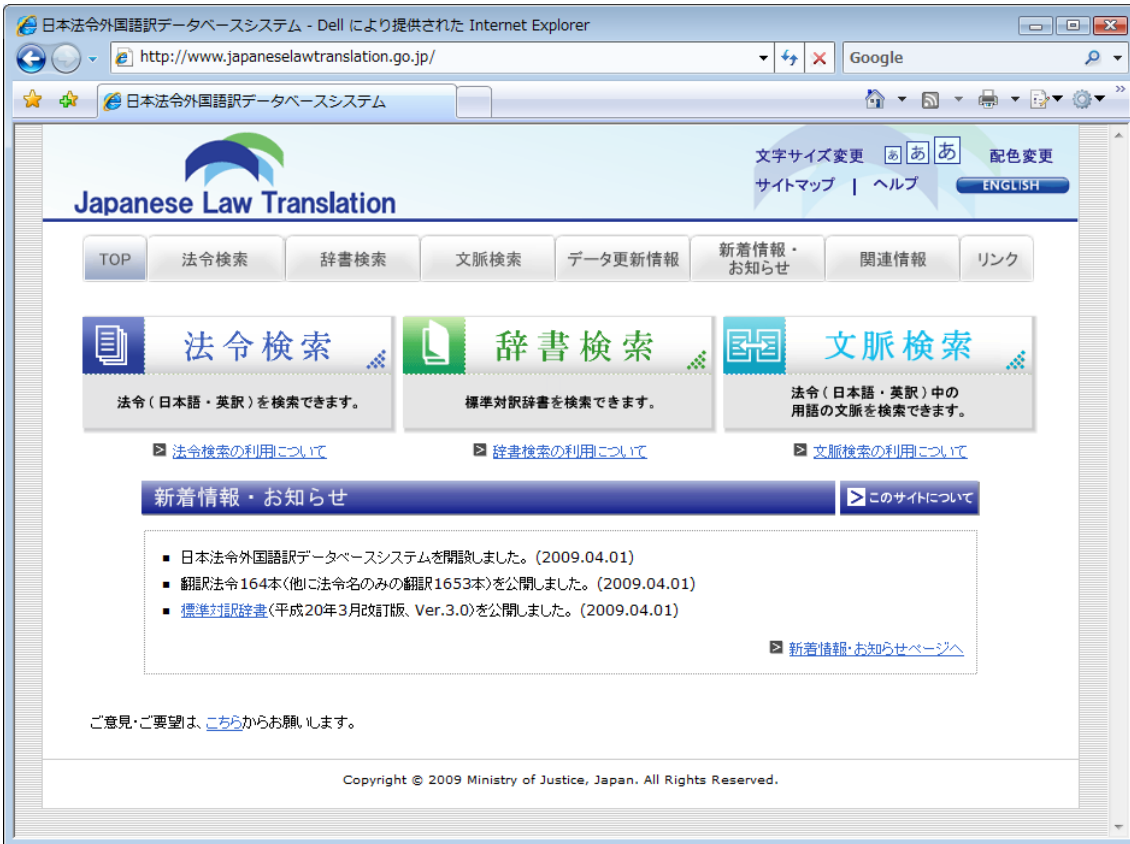 日本法令外国語訳データベースシステム - Dell により提供された Internet Explorer
http://www.japaneselawtranslation.go.jp/
Google
日本法令外国語訳データベースシステム
Japanese Law Translation
文字サイズ変更 あ あ あ 配色変更
サイトマップ | ヘルプ ENGLISH
TOP 法令検索 辞書検索 文脈検索 データ更新情報 新着情報・お知らせ 関連情報 リンク
法令検索 辞書検索 文脈検索
法令(日本語・英訳)を検索できます。 標準対訳辞書を検索できます。 法令(日本語・英訳)中の
用語の文脈を検索できます。
法令検索の利用について 辞書検索の利用について 文脈検索の利用について
新着情報・お知らせ このサイトについて
■ 日本法令外国語訳データベースシステムを開設しました。(2009.04.01)
■ 翻訳法令164本(他に法令名のみの翻訳1653本)を公開しました。(2009.04.01)
■ 標準対訳辞書(平成20年3月改訂版、Ver.3.0)を公開しました。(2009.04.01)
新着情報・お知らせページへ
ご意見・ご要望は、こちらからお願いします。
Copyright © 2009 Ministry of Justice, Japan. All Rights Reserved.